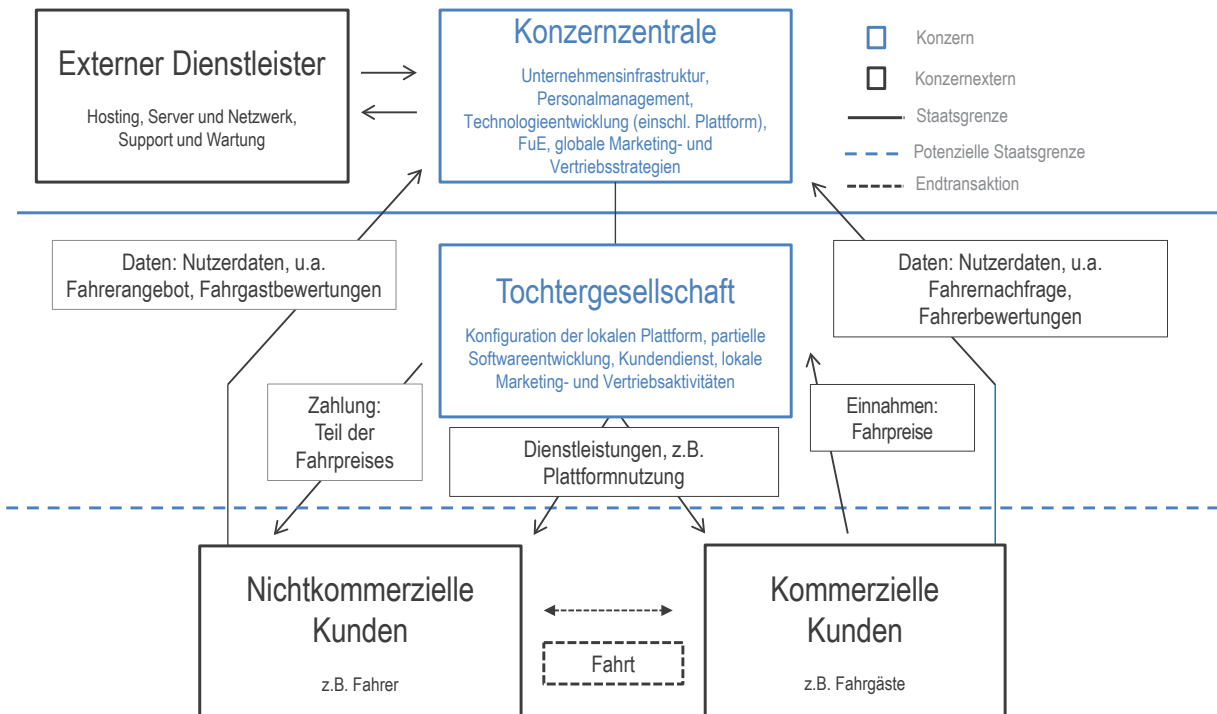 Externer Dienstleister
Hosting, Server und Netzwerk,
Support und Wartung
Konzernzentrale
Unternehmensinfrastruktur,
Personalmanagement,
Technologieentwicklung (einschl. Plattform),
FuE, globale Marketing- und
Vertriebsstrategien
Konzern
Konzernextern
Staatsgrenze
Potenzielle Staatsgrenze
Endtransaktion
Daten: Nutzerdaten, u.a.
Fahrerangebot, Fahrgastbewertungen
Tochtergesellschaft
Konfiguration der lokalen Plattform, partielle
Softwareentwicklung, Kundendienst, lokale
Marketing- und Vertriebsaktivitäten
Daten: Nutzerdaten, u.a.
Fahrernachfrage,
Fahrerbewertungen
Zahlung:
Teil der
Fahrpreises
Dienstleistungen, z.B.
Plattformnutzung
Einnahmen:
Fahrpreise
Nichtkommerzielle
Kunden
z.B. Fahrer
Fahrt
Kommerzielle
Kunden
z.B. Fahrgäste